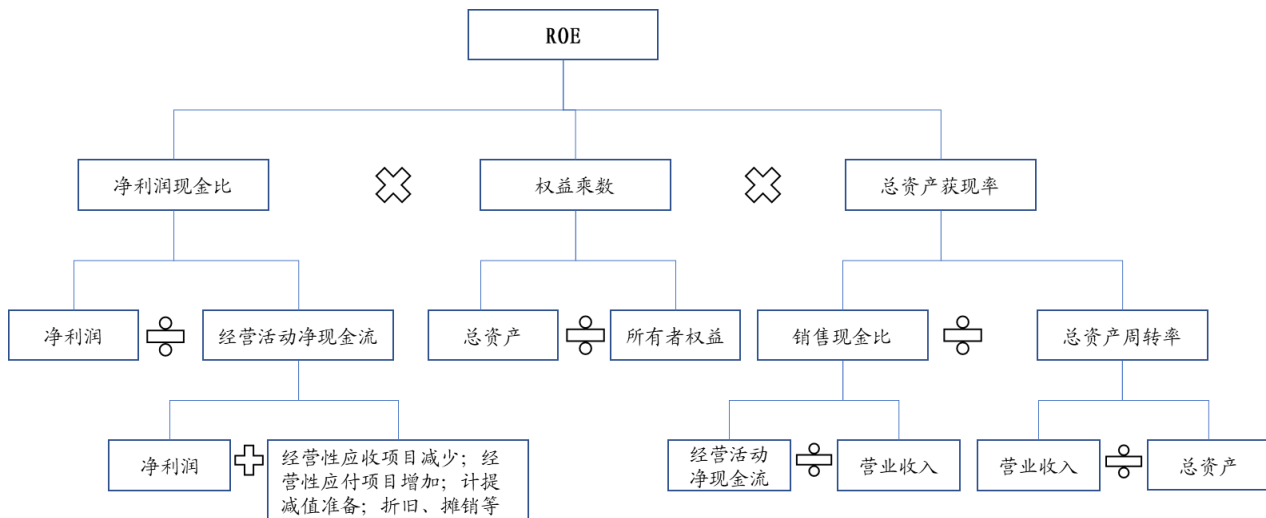 ROE
净利润现金比
权益乘数
总资产获现率
净利润
经营活动净现金流
总资产
所有者权益
销售现金比
总资产周转率
净利润
经营性应收项目减少；经
营性应付项目增加；计提
减值准备；折旧、摊销等
经营活动
净现金流
营业收入
营业收入
总资产